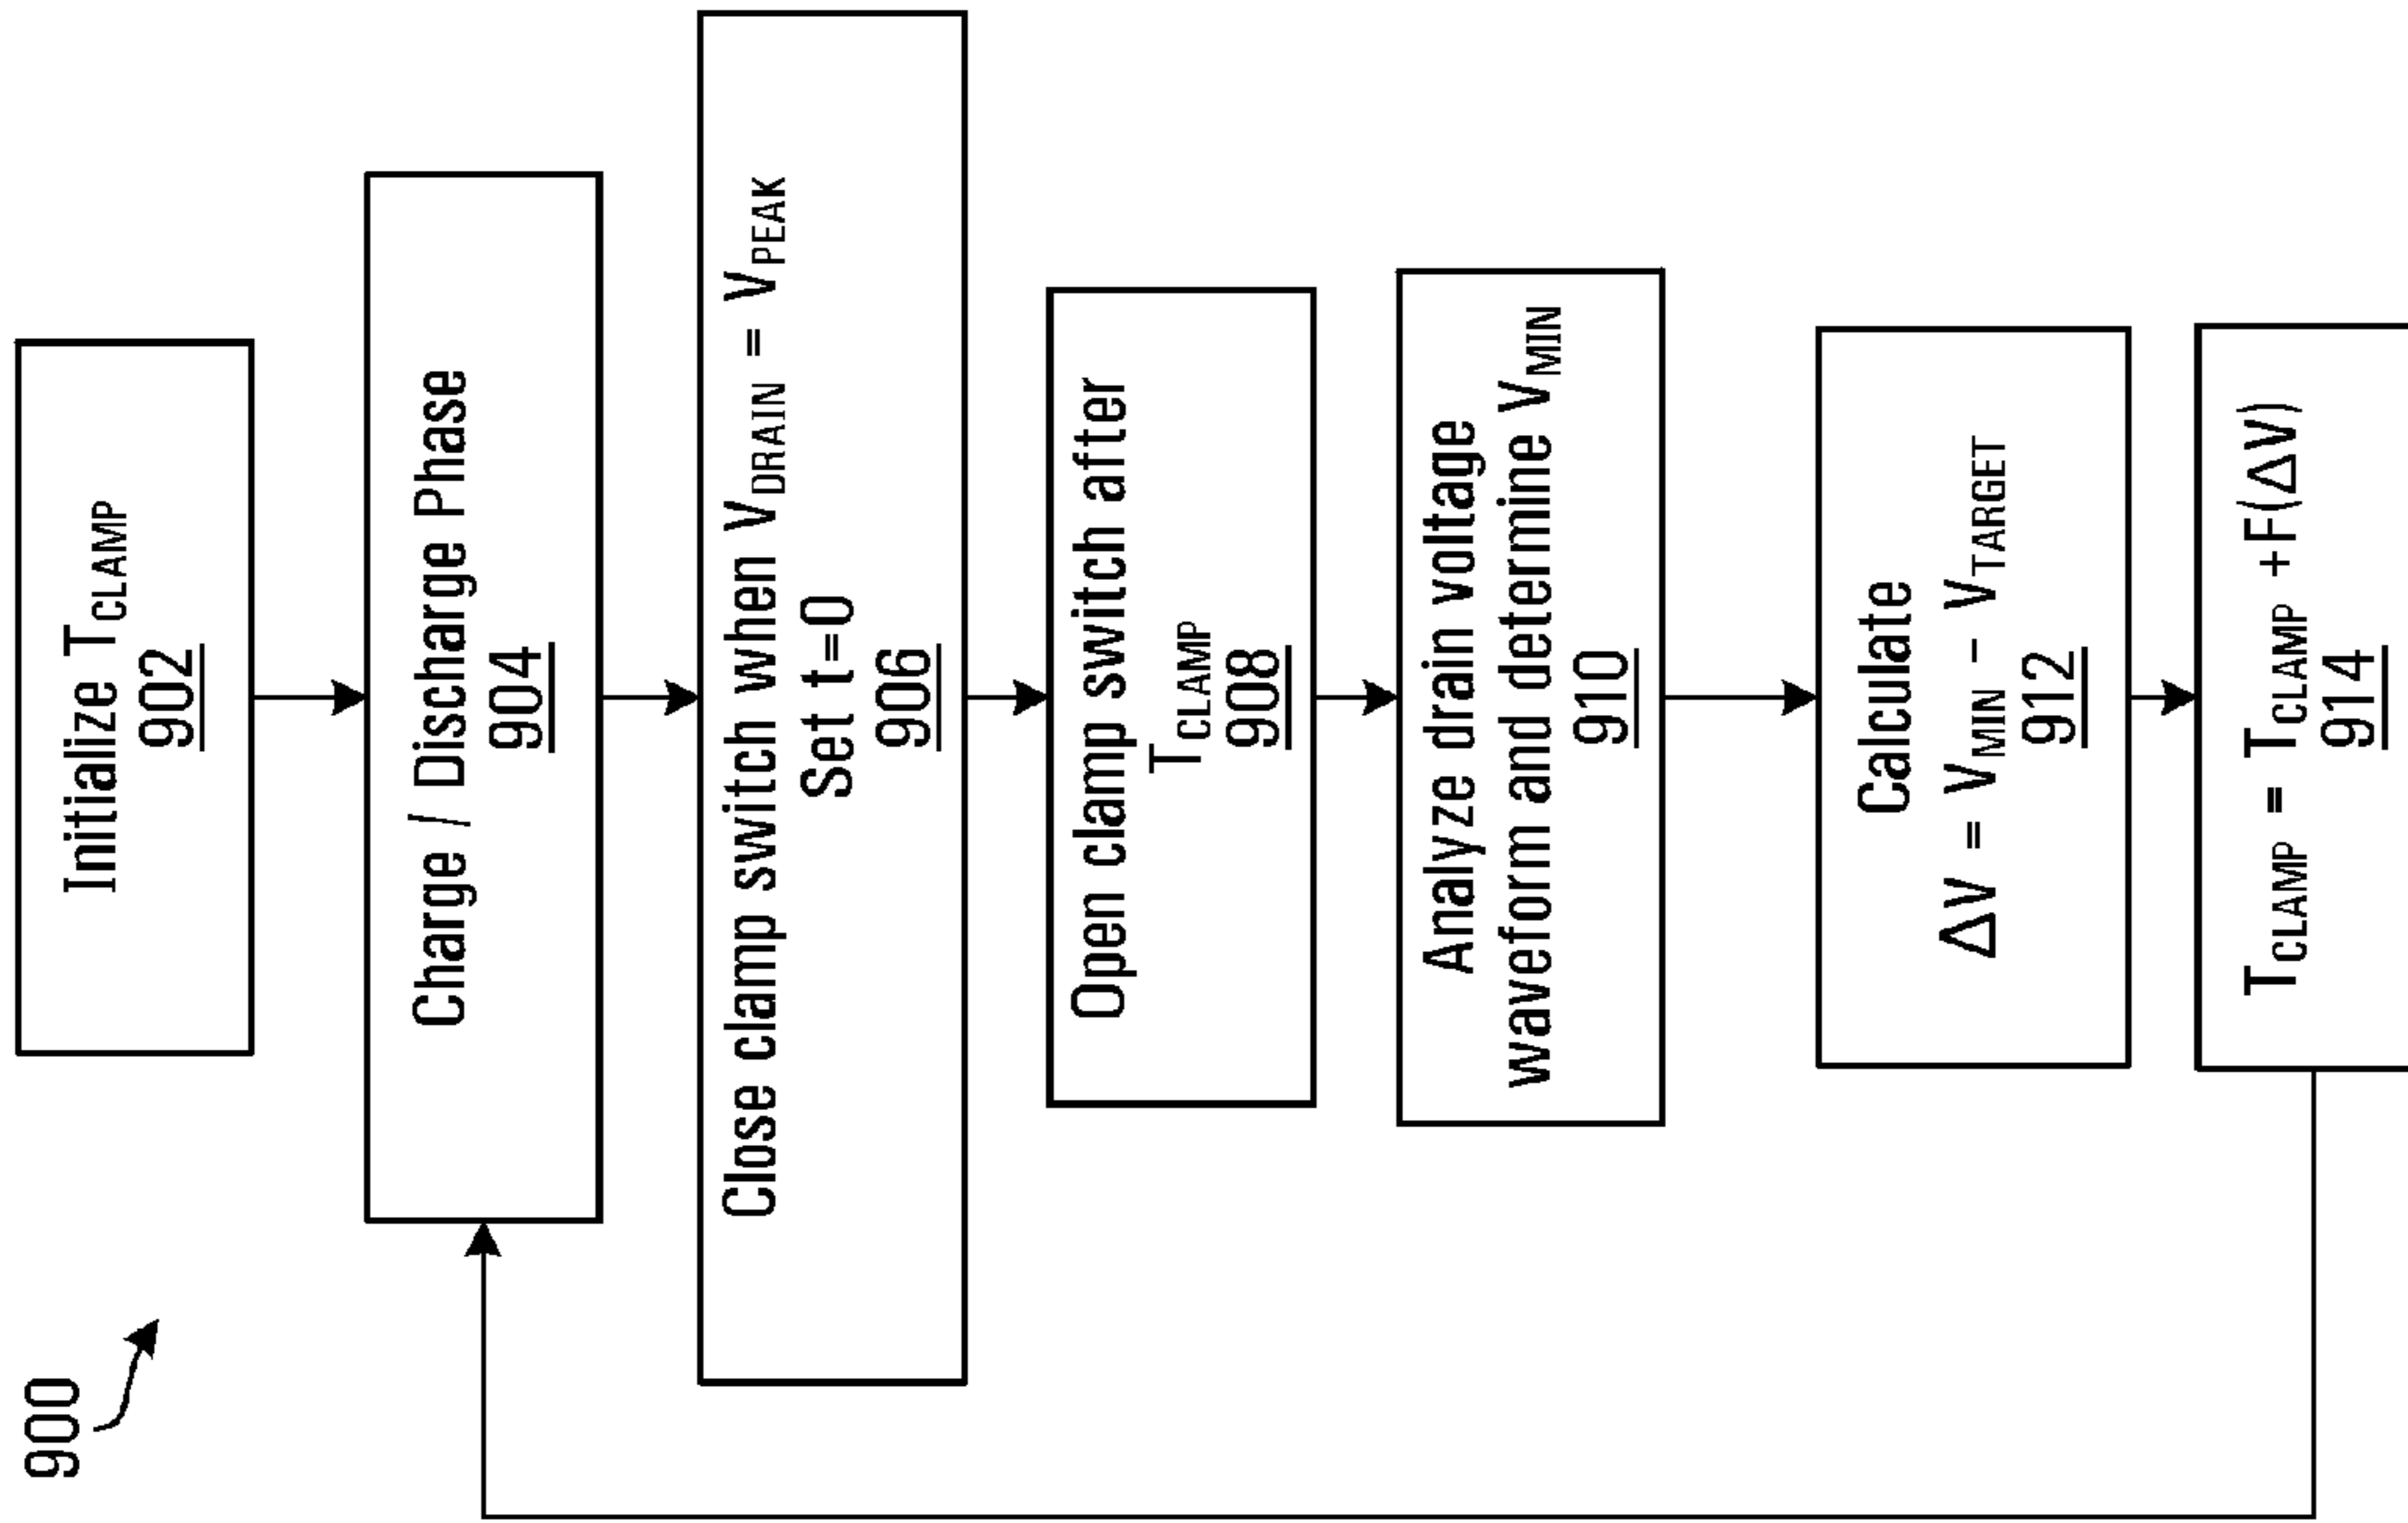 900
Initialize TCLAMP
902
Charge / Discharge Phase
904
Close clamp switch when VDRAIN = VPEAK
Set t=0
906
Open clamp switch after
TCLAMP
908
Analyze drain voltage
waveform and determine VMIN
910
Calculate
ΔV = VMIN - VTARGET
912
TCLAMP = TCLAMP +F(ΔV)
914